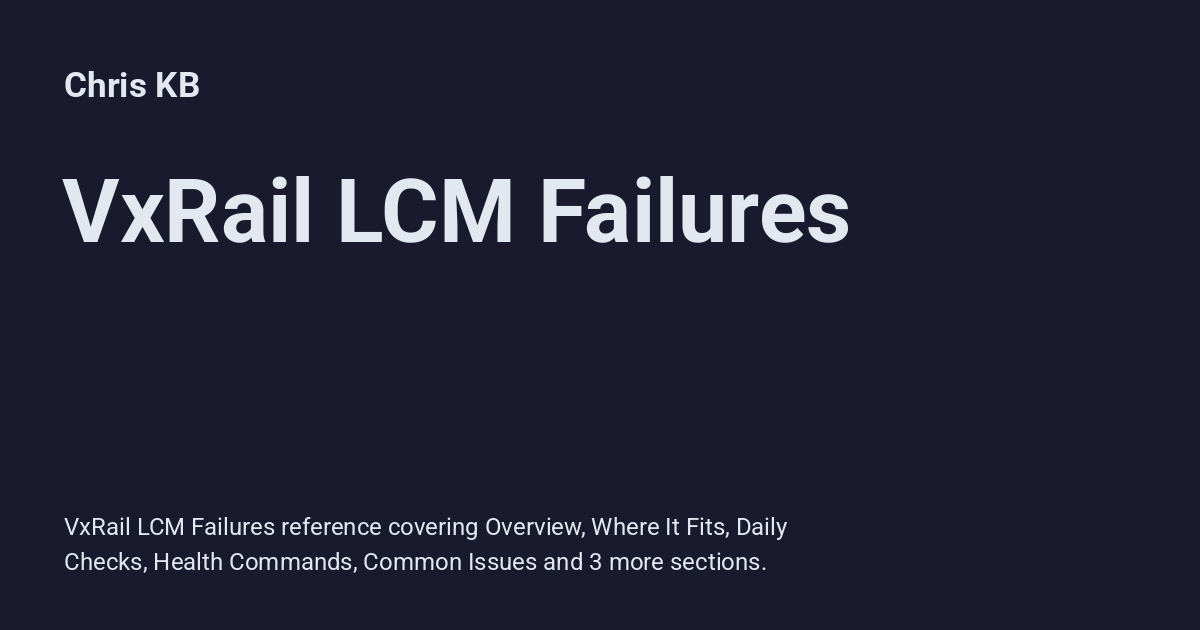 Chris KB
VxRail LCM Failures
VxRail LCM Failures reference covering Overview, Where It Fits, Daily
Checks, Health Commands, Common Issues and 3 more sections.